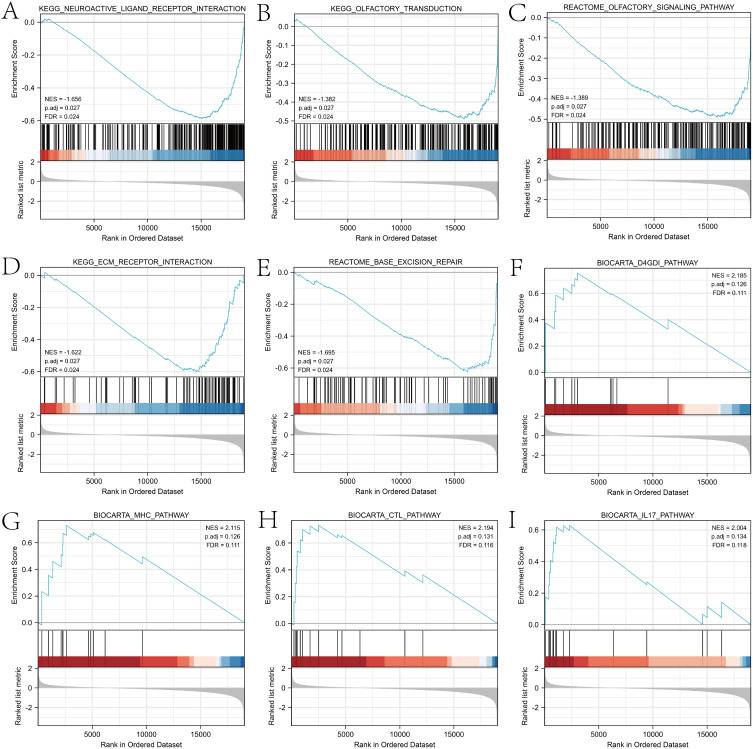 A
KEGG_NEUROACTIVE_LIGAND_RECEPTOR_INTERACTION
Enrichment Score
0.0
-0.2
-0.4
-0.6
NES = -1.656
p.adj = 0.027
FDR = 0.024
Ranked list metric
2
0
-2
5000 10000 15000
Rank in Ordered Dataset
B
KEGG_OLFACTORY_TRANSDUCTION
Enrichment Score
0.0
-0.1
-0.2
-0.3
-0.4
-0.5
NES = -1.382
p.adj = 0.027
FDR = 0.024
Ranked list metric
2
0
-2
5000 10000 15000
Rank in Ordered Dataset
C
REACTOME_OLFACTORY_SIGNALING_PATHWAY
Enrichment Score
-0.0
-0.1
-0.2
-0.3
-0.4
-0.5
NES = -1.389
p.adj = 0.027
FDR = 0.024
Ranked list metric
2
0
-2
5000 10000 15000
Rank in Ordered Dataset
D
KEGG_ECM_RECEPTOR_INTERACTION
Enrichment Score
0.0
-0.2
-0.4
-0.6
NES = -1.622
p.adj = 0.027
FDR = 0.024
Ranked list metric
2
0
-2
5000 10000 15000
Rank in Ordered Dataset
E
REACTOME_BASE_EXCISION_REPAIR
Enrichment Score
0.0
-0.2
-0.4
-0.6
NES = -1.695
p.adj = 0.027
FDR = 0.024
Ranked list metric
2
0
-2
5000 10000 15000
Rank in Ordered Dataset
F
BIOCARTA_D4GDI_PATHWAY
Enrichment Score
0.6
0.4
0.2
0.0
NES = 2.185
p.adj = 0.126
FDR = 0.111
Ranked list metric
2
0
-2
5000 10000 15000
Rank in Ordered Dataset
G
BIOCARTA_MHC_PATHWAY
Enrichment Score
0.6
0.4
0.2
0.0
NES = 2.115
p.adj = 0.126
FDR = 0.111
Ranked list metric
2
0
-2
5000 10000 15000
Rank in Ordered Dataset
H
BIOCARTA_CTL_PATHWAY
Enrichment Score
0.6
0.4
0.2
0.0
NES = 2.194
p.adj = 0.131
FDR = 0.116
Ranked list metric
2
0
-2
5000 10000 15000
Rank in Ordered Dataset
I
BIOCARTA_IL17_PATHWAY
Enrichment Score
0.6
0.4
0.2
0.0
NES = 2.004
p.adj = 0.134
FDR = 0.118
Ranked list metric
2
0
-2
5000 10000 15000
Rank in Ordered Dataset